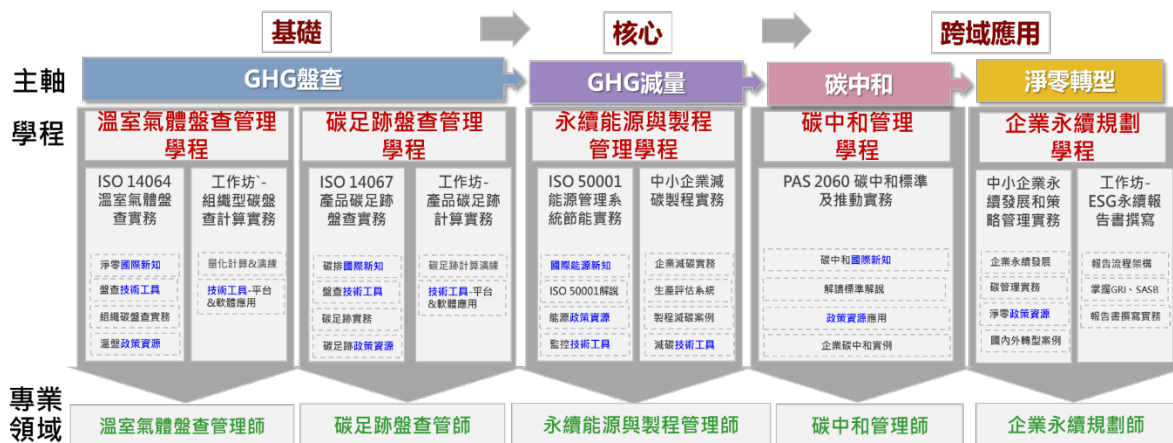 基礎
核心
跨域應用
主軸
GHG盤查
GHG減量
碳中和
淨零轉型
學程
溫室氣體盤查管理
學程
碳足跡盤查管理
學程
永續能源與製程
管理學程
碳中和管理
學程
企業永續規劃
學程
ISO 14064
溫室氣體盤
查實務
淨零國際新知
盤查技術工具
組織碳盤查實務
溫盤政策資源
工作坊`-
組織型碳盤
查計算實務
量化計算&演練
技術工具-平台
&軟體應用
ISO 14067
產品碳足跡
盤查實務
碳排國際新知
盤查技術工具
碳足跡實務
碳足跡政策資源
工作坊-
產品碳足跡
計算實務
碳足跡計算演練
技術工具-平台
&軟體應用
ISO 50001
能源管理系
統節能實務
國際能源新知
ISO 50001解說
能源政策資源
監控技術工具
中小企業減
碳製程實務
企業減碳實務
生產評估系統
製程減碳案例
減碳技術工具
PAS 2060 碳中和標準
及推動實務
碳中和國際新知
解讀標準解說
政策資源應用
企業碳中和實例
中小企業永
續發展和策
略管理實務
企業永續發展
碳管理實務
淨零政策資源
國內外轉型案例
工作坊-
ESG永續報
告書撰寫
報告流程架構
掌握GRI、SASB
報告書撰寫實務
專業
領域
溫室氣體盤查管理師
碳足跡盤查管師
永續能源與製程管理師
碳中和管理師
企業永續規劃師